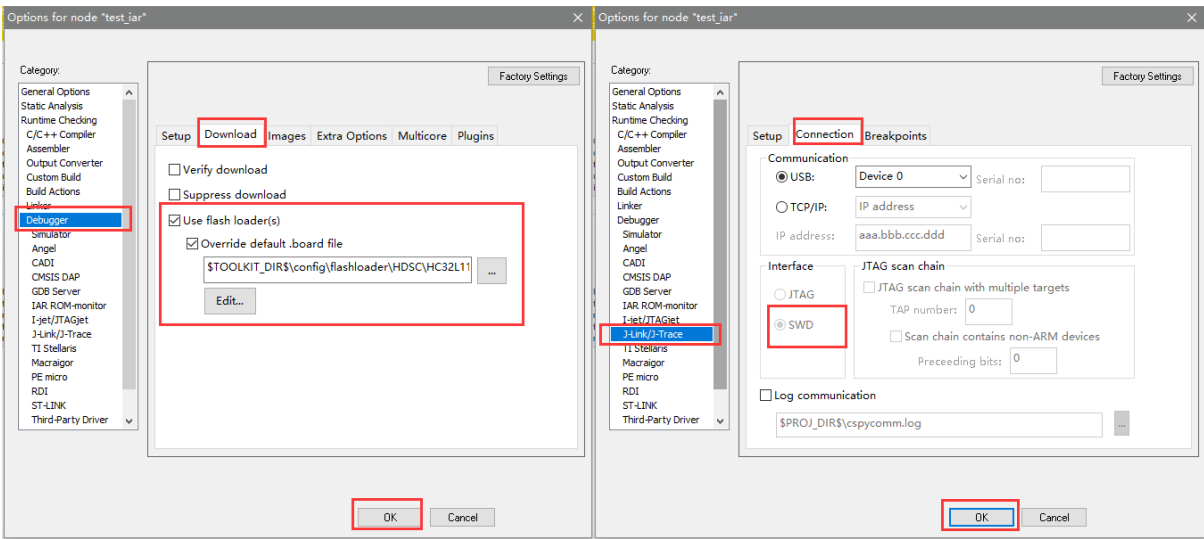 Options for node "test_iar"
Category:
General Options
Static Analysis
Runtime Checking
C/C++ Compiler
Assembler
Output Converter
Custom Build
Build Actions
Linker
Debugger
Simulator
Angel
CADI
CMSIS DAP
GDB Server
IAR ROM-monitor
I-jet/JTAGjet
J-Link/J-Trace
TI Stellaris
Macraigor
PE micro
RDI
ST-LINK
Third-Party Driver
Factory Settings
Setup Download Images Extra Options Multicore Plugins
Verify download
Suppress download
Use flash loader(s)
Override default .board file
$TOOLKIT_DIR$\config\flashloader\HDSC\HC32L11
...
Edit...
OK Cancel
Options for node "test_iar"
Category:
General Options
Static Analysis
Runtime Checking
C/C++ Compiler
Assembler
Output Converter
Custom Build
Build Actions
Linker
Debugger
Simulator
Angel
CADI
CMSIS DAP
GDB Server
IAR ROM-monitor
I-jet/JTAGjet
J-Link/J-Trace
TI Stellaris
Macraigor
PE micro
RDI
ST-LINK
Third-Party Driver
Factory Settings
Setup Connection Breakpoints
Communication
USB: Device 0 Serial no:
TCP/IP: IP address
IP address: aaa.bbb.ccc.ddd Serial no:
Interface
JTAG
SWD
JTAG scan chain
JTAG scan chain with multiple targets
TAP number: 0
Scan chain contains non-ARM devices
Preceeding bits: 0
Log communication
$PROJ_DIR$\cspycomm.log
...
OK Cancel